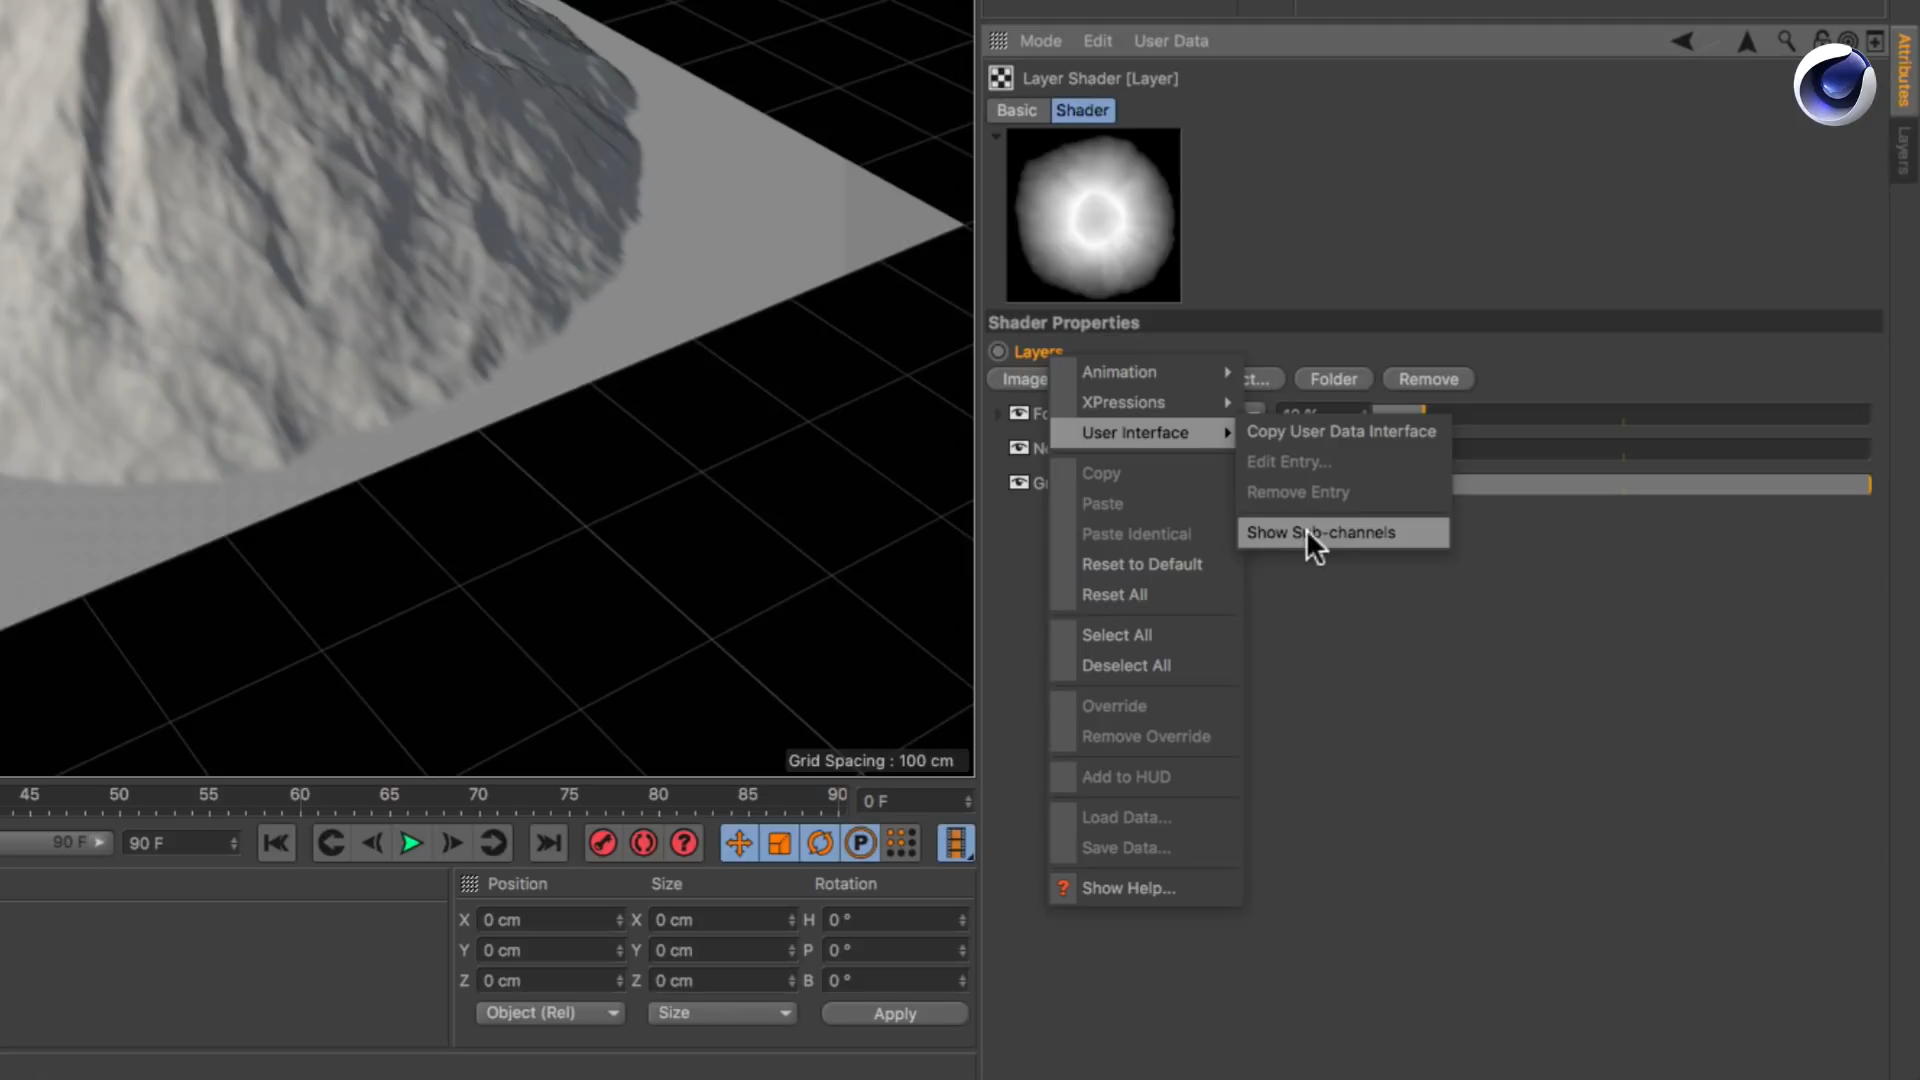 Mode Edit User Data
Attributes
Layers
Layer Shader [Layer]
Basic Shader
Shader Properties
Layers
Image
ct...
Folder
Remove
Animation
XPressions
User Interface
Copy
Paste
Paste Identical
Reset to Default
Reset All
Select All
Deselect All
Override
Remove Override
Add to HUD
Load Data...
Save Data...
? Show Help...
Copy User Data Interface
Edit Entry...
Remove Entry
Show Sub-channels
Grid Spacing : 100 cm
45 50 55 60 65 70 75 80 85 90 0 F
90 F 90 F
Position Size Rotation
X 0 cm X 0 cm H 0 °
Y 0 cm Y 0 cm P 0 °
Z 0 cm Z 0 cm B 0 °
Object (Rel) Size Apply